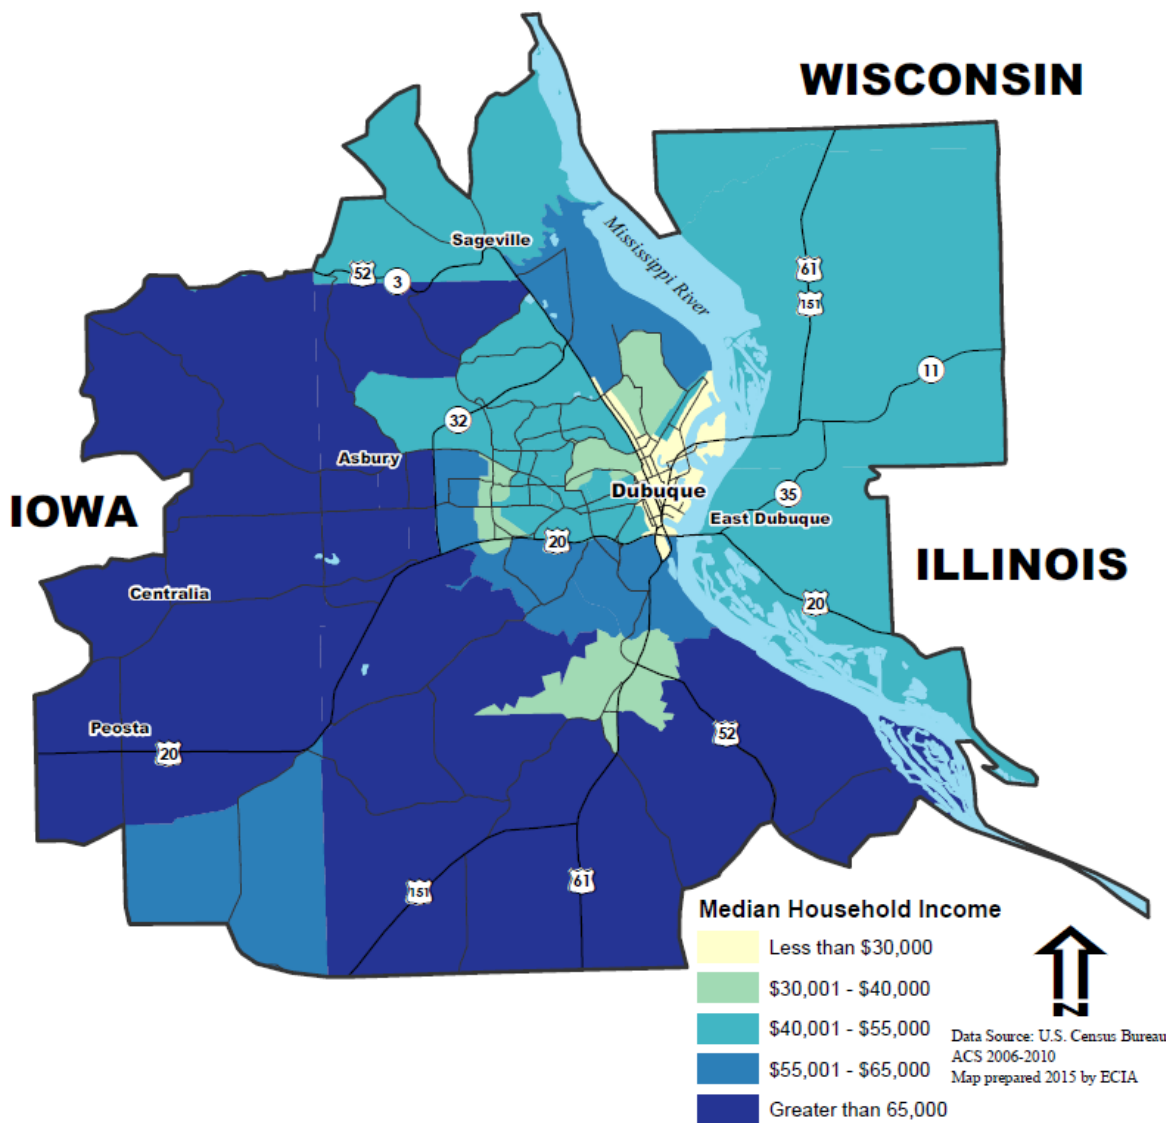 WISCONSIN
Mississippi River
Sageville
52
3
61
151
11
32
Asbury
IOWA
Dubuque
35
East Dubuque
20
ILLINOIS
Centralia
20
Peosta
20
52
151
61
Median Household Income
Less than $30,000
$30,001 - $40,000
$40,001 - $55,000
$55,001 - $65,000
Greater than 65,000
N
Data Source: U.S. Census Bureau
ACS 2006-2010
Map prepared 2015 by ECIA